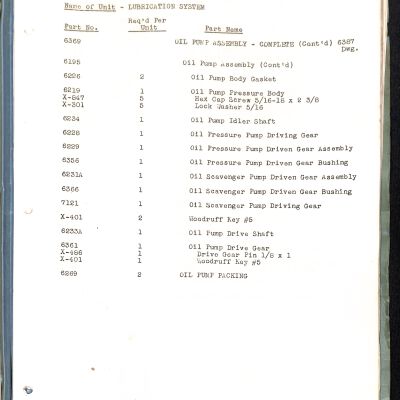 Name of Unit - LUBRICATION SYSTEM
Req'd Per
Part No. Unit Part Name
6369 OIL PUMP ASSEMBLY - COMPLETE (Cont'd) 6387
Dwg.
6195 Oil Pump Assembly (Cont'd)
6226 2 Oil Pump Body Gasket
6219 1 Oil Pump Pressure Body
X-647 5 Hex Cap Screw 5/16-18 x 2 3/8
X-301 5 Lock Washer 5/16
6234 1 Oil Pump Idler Shaft
6228 1 Oil Pressure Pump Driving Gear
6229 1 Oil Pressure Pump Driven Gear Assembly
6356 1 Oil Pressure Pump Driven Gear Bushing
6231A 1 Oil Scavenger Pump Driven Gear Assembly
6366 1 Oil Scavenger Pump Driven Gear Bushing
7121 1 Oil Scavenger Pump Driving Gear
X-401 2 Woodruff Key #5
6233A 1 Oil Pump Drive Shaft
6361 1 Oil Pump Drive Gear
X-466 1 Drive Gear Pin 1/8 x 1
X-401 1 Woodruff Key #5
6269 2 OIL PUMP PACKING